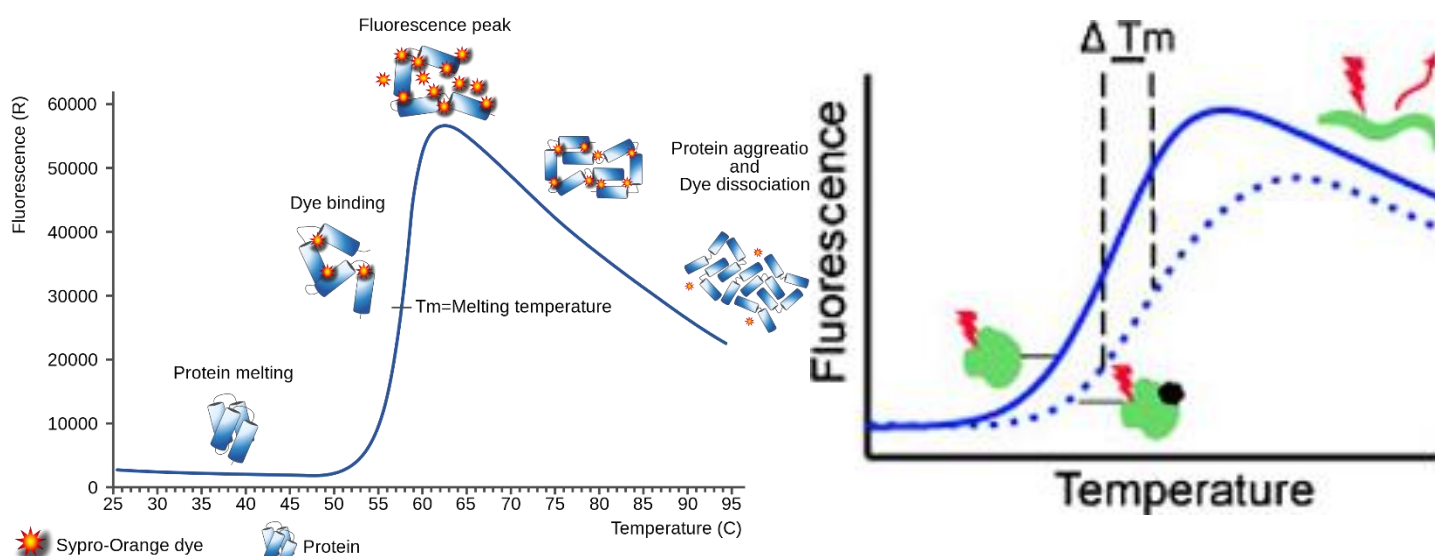 Fluorescence peak
Fluorescence (R)
60000
50000
40000
30000
20000
10000
0
Dye binding
Protein aggreatio
and
Dye dissociation
Tm=Melting temperature
Protein melting
25 35 40 45 50 55 60 65 70 75 80 85 90 95
Temperature (C)
Sypro-Orange dye
Protein
Δ Tm
Fluorescence
Temperature